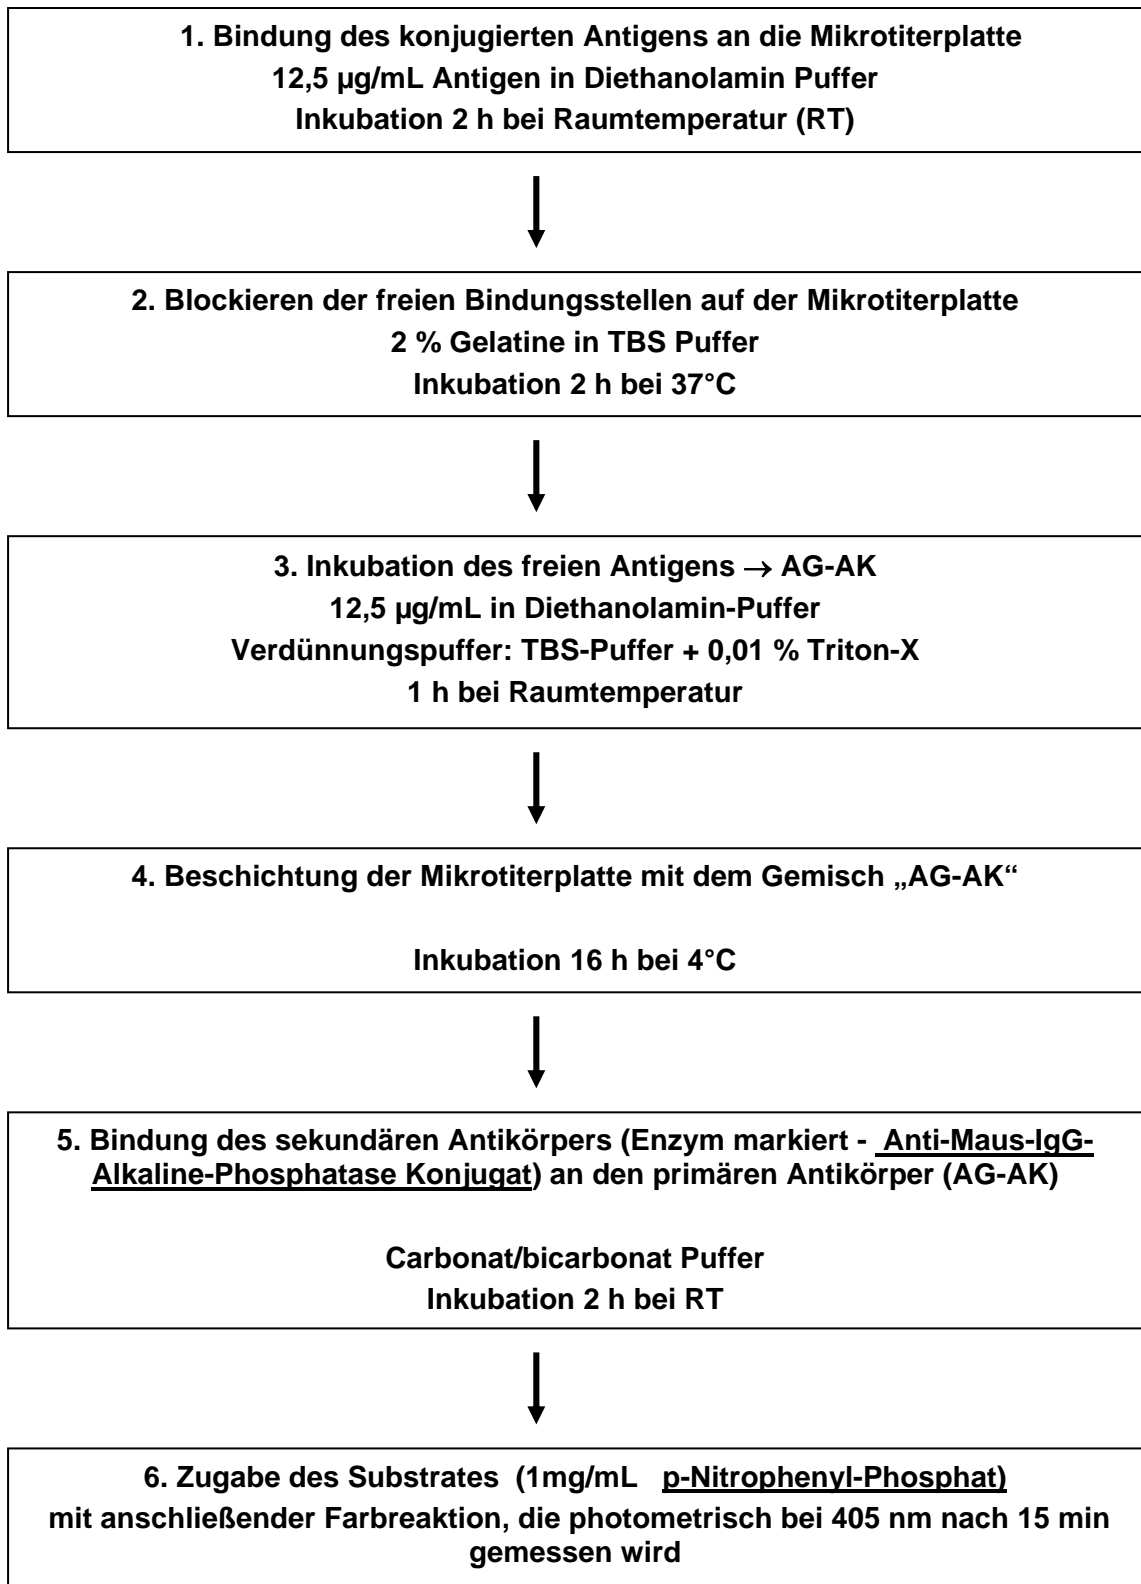 1. Bindung des konjugierten Antigens an die Mikrotiterplatte
12,5 µg/mL Antigen in Diethanolamin Puffer
Inkubation 2 h bei Raumtemperatur (RT)
2. Blockieren der freien Bindungsstellen auf der Mikrotiterplatte
2 % Gelatine in TBS Puffer
Inkubation 2 h bei 37°C
3. Inkubation des freien Antigens → AG-AK
12,5 µg/mL in Diethanolamin-Puffer
Verdünnungspuffer: TBS-Puffer + 0,01 % Triton-X
1 h bei Raumtemperatur
4. Beschichtung der Mikrotiterplatte mit dem Gemisch „AG-AK“
Inkubation 16 h bei 4°C
5. Bindung des sekundären Antikörpers (Enzym markiert - Anti-Maus-IgG-
Alkaline-Phosphatase Konjugat) an den primären Antikörper (AG-AK)
Carbonat/bicarbonat Puffer
Inkubation 2 h bei RT
6. Zugabe des Substrates (1mg/mL p-Nitrophenyl-Phosphat)
mit anschließender Farbreaktion, die photometrisch bei 405 nm nach 15 min
gemessen wird